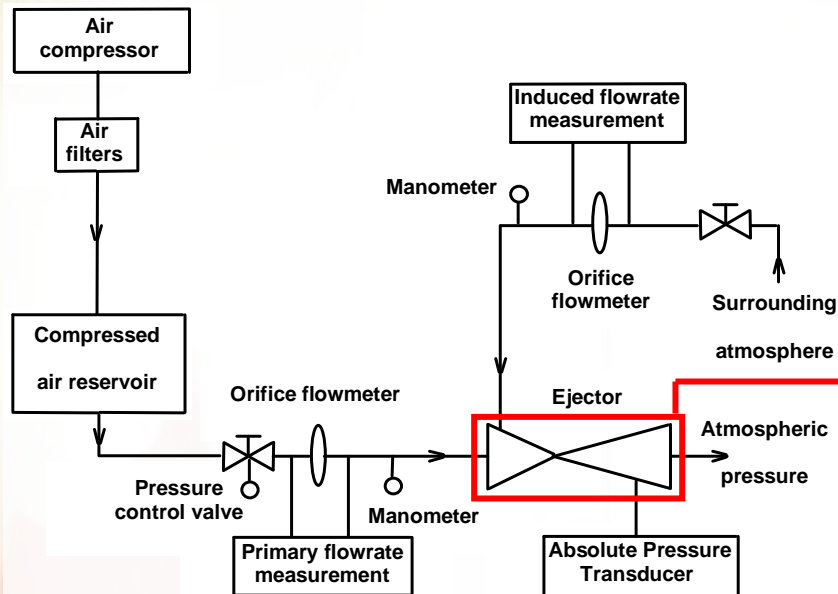 Air
compressor
Air
filters
Induced flowrate
measurement
Manometer
Orifice
flowmeter
Surrounding
atmosphere
Compressed
air reservoir
Orifice flowmeter
Ejector
Atmospheric
pressure
Pressure
control valve
Manometer
Primary flowrate
measurement
Absolute Pressure
Transducer